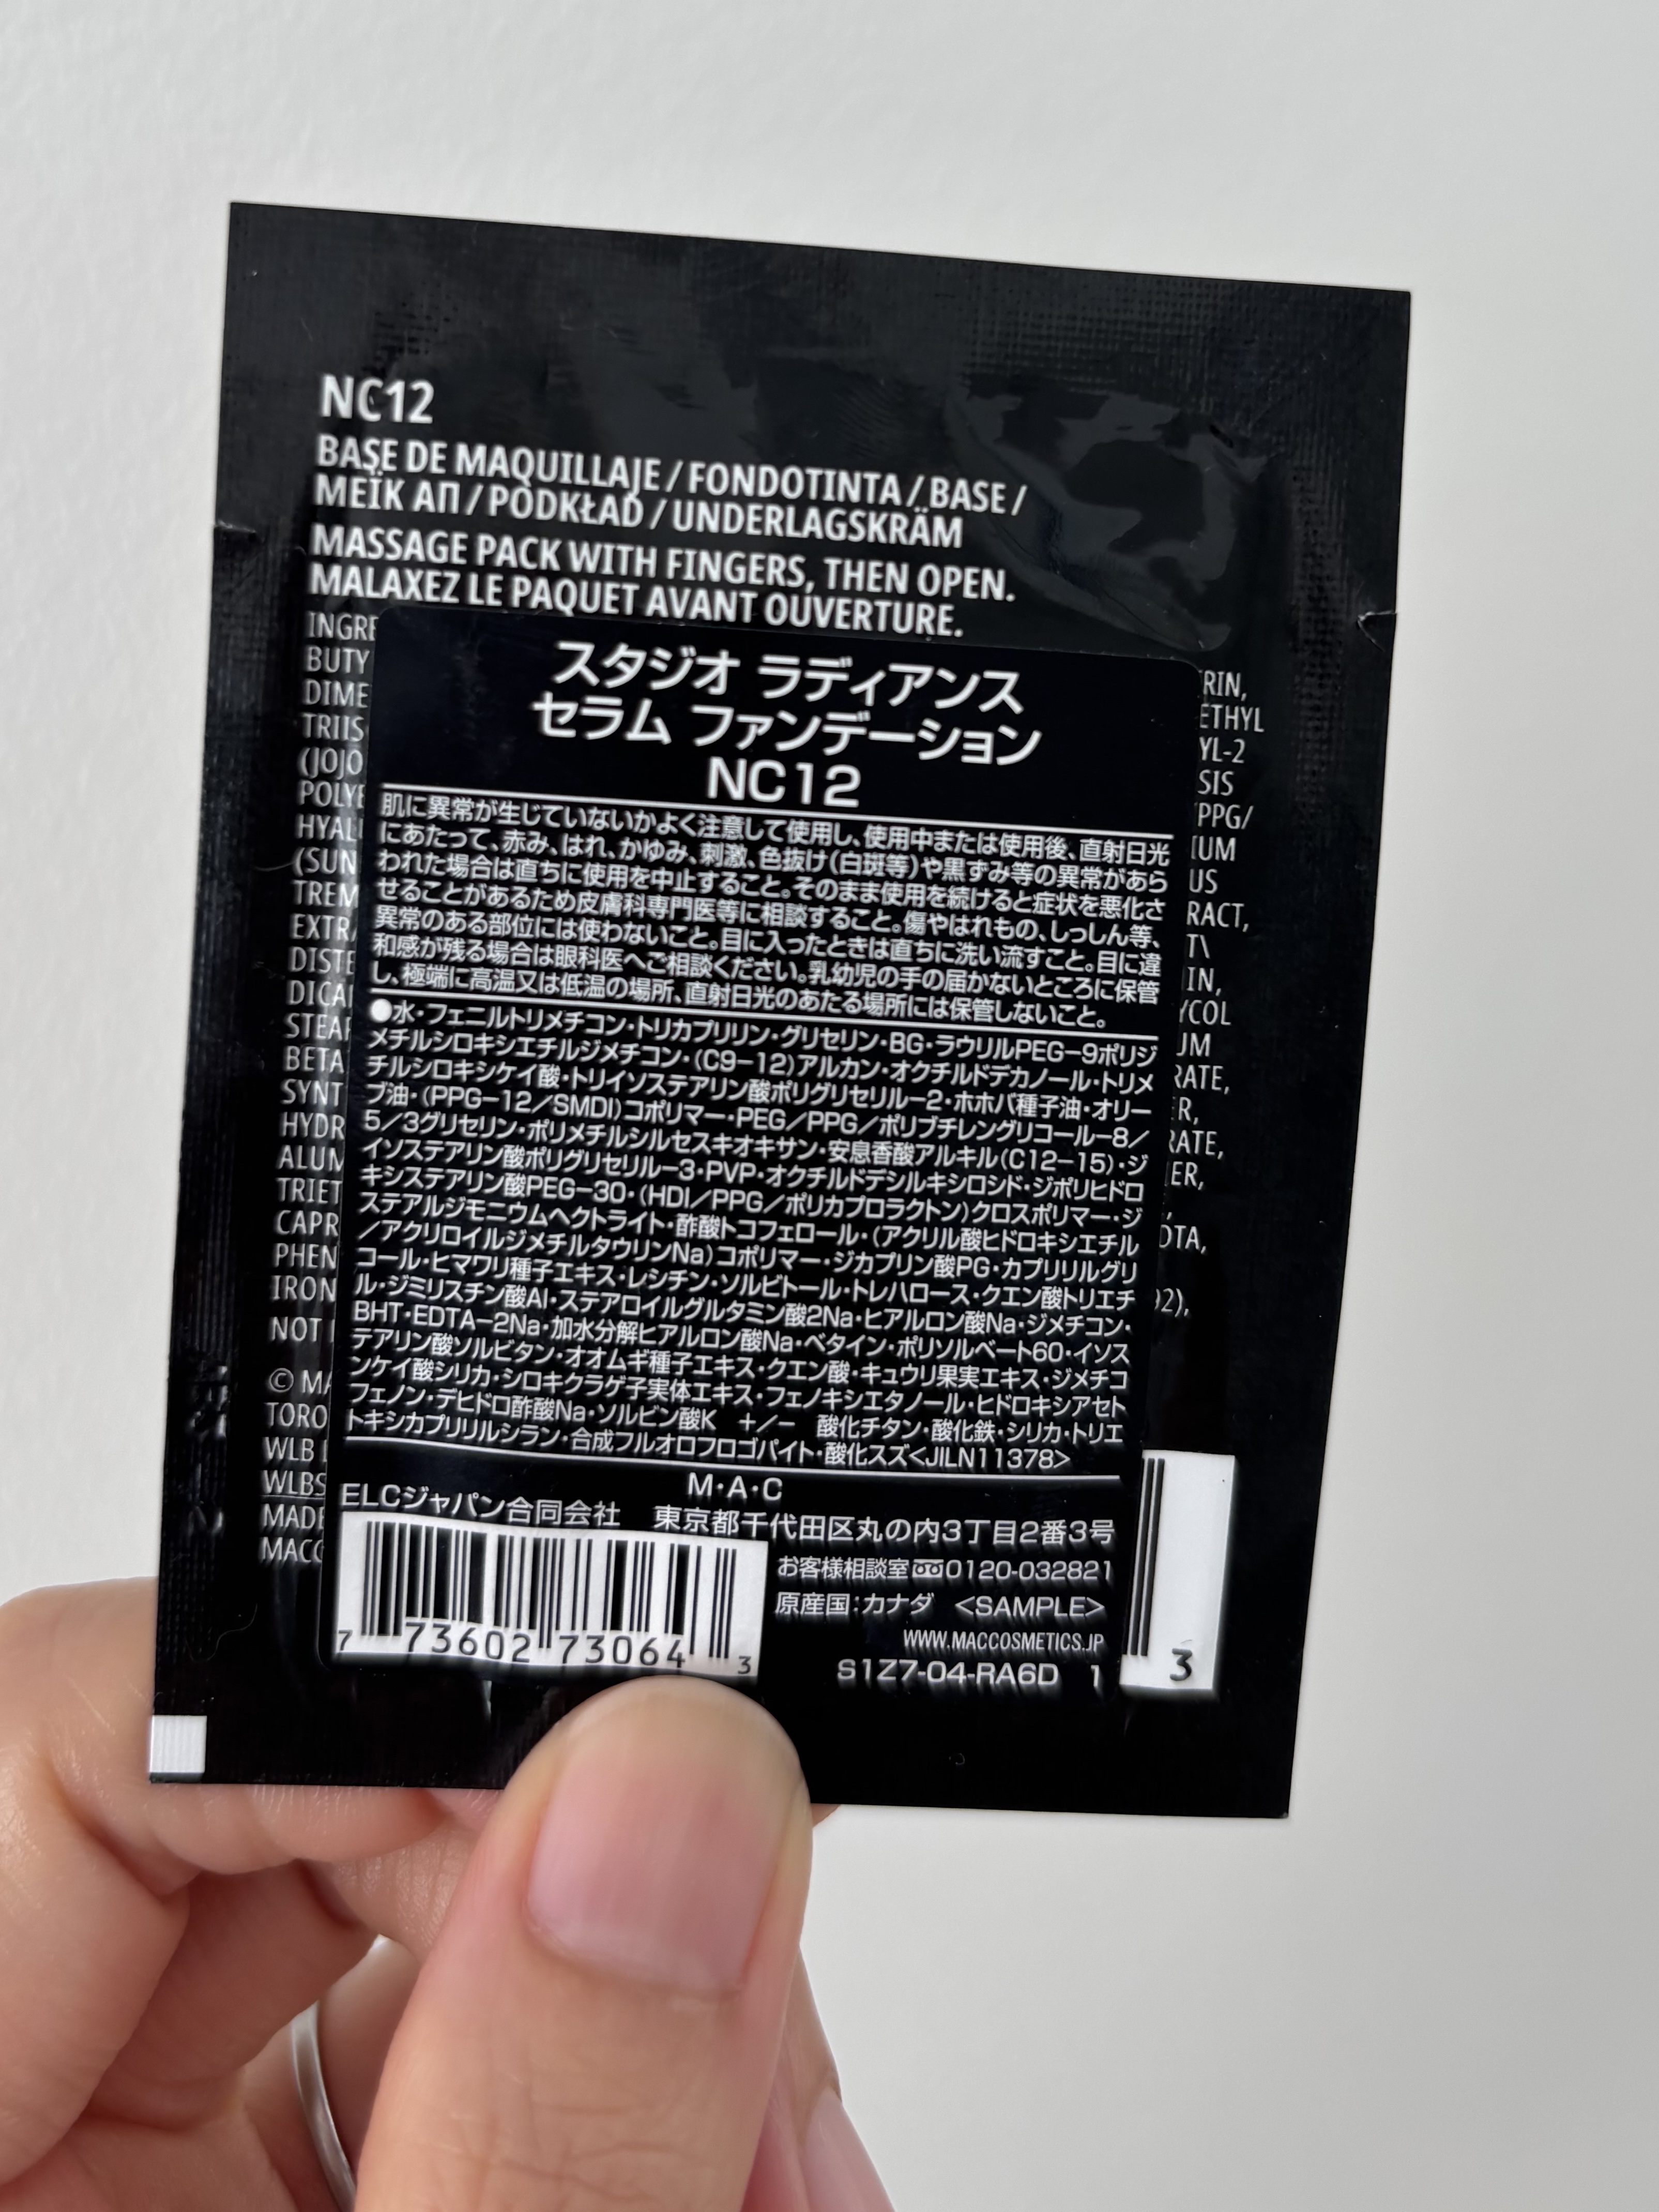 NC12
BASE DE MAQUILLAJE / FONDOTINTA / BASE /
ΜΕΪΚ ΑΠ / PODKŁAD / UNDERLAGSKRÄM
MASSAGE PACK WITH FINGERS, THEN OPEN.
MALAXEZ LE PAQUET AVANT OUVERTURE.
スタジオ ラディアンス
セラム ファンデーション
NC12
肌に異常が生じていないかよく注意して使用し、使用中または使用後、直射日光
にあたって、赤み、はれ、かゆみ、刺激、色抜け(白斑等)や黒ずみ等の異常があら
われた場合は直ちに使用を中止すること。そのまま使用を続けると症状を悪化さ
せることがあるため皮膚科専門医等に相談すること。傷やはれもの、しっしん等、
異常のある部位には使わないこと。目に入ったときは直ちに洗い流すこと。目に違
和感が残る場合は眼科医へご相談ください。乳幼児の手の届かないところに保管
し、極端に高温又は低温の場所、直射日光のあたる場所には保管しないこと。
●水・フェニルトリメチコン・トリカプリリン・グリセリン・BG・ラウリルPEG-9ポリジ
メチルシロキシエチルジメチコン・(C9-12)アルカン・オクチルドデカノール・トリメ
チルシロキシケイ酸・トリイソステアリン酸ポリグリセリル-2・ホホバ種子油・オリー
ブ油・(PPG-12/SMDI)コポリマー・PEG/PPG/ポリブチレングリコール-8/
5/3グリセリン・ポリメチルシルセスキオキサン・安息香酸アルキル(C12-15)・ジ
イソステアリン酸ポリグリセリル-3・PVP・オクチルドデシルキシロシド・ジポリヒドロ
キシステアリン酸PEG-30・(HDI/PPG/ポリカプロラクトン)クロスポリマー・ジ
ステアルジモニウムヘクトライト・酢酸トコフェロール・(アクリル酸ヒドロキシエチル
/アクリロイルジメチルタウリンNa)コポリマー・ジカプリン酸PG・カプリリルグリ
コール・ヒマワリ種子エキス・レシチン・ソルビトール・トレハロース・クエン酸トリエチ
ル・ジミリスチン酸Al・ステアロイルグルタミン酸2Na・ヒアルロン酸Na・ジメチコン・
BHT・EDTA-2Na・加水分解ヒアルロン酸Na・ベタイン・ポリソルベート60・イソス
テアリン酸ソルビタン・オオムギ種子エキス・クエン酸・キュウリ果実エキス・ジメチコ
ンケイ酸シリカ・シロキクラゲ子実体エキス・フェノキシエタノール・ヒドロキシアセト
フェノン・デヒドロ酢酸Na・ソルビン酸K +/- 酸化チタン・酸化鉄・シリカ・トリエ
トキシカプリリルシラン・合成フルオロフロゴパイト・酸化スズ<JILN11378>
M・A・C
ELCジャパン合同会社 東京都千代田区丸の内3丁目2番3号
お客様相談室 0120-032821
原産国:カナダ <SAMPLE>
WWW.MACCOSMETICS.JP
S1Z7-04-RA6D 1
7 73602 73064 3
3